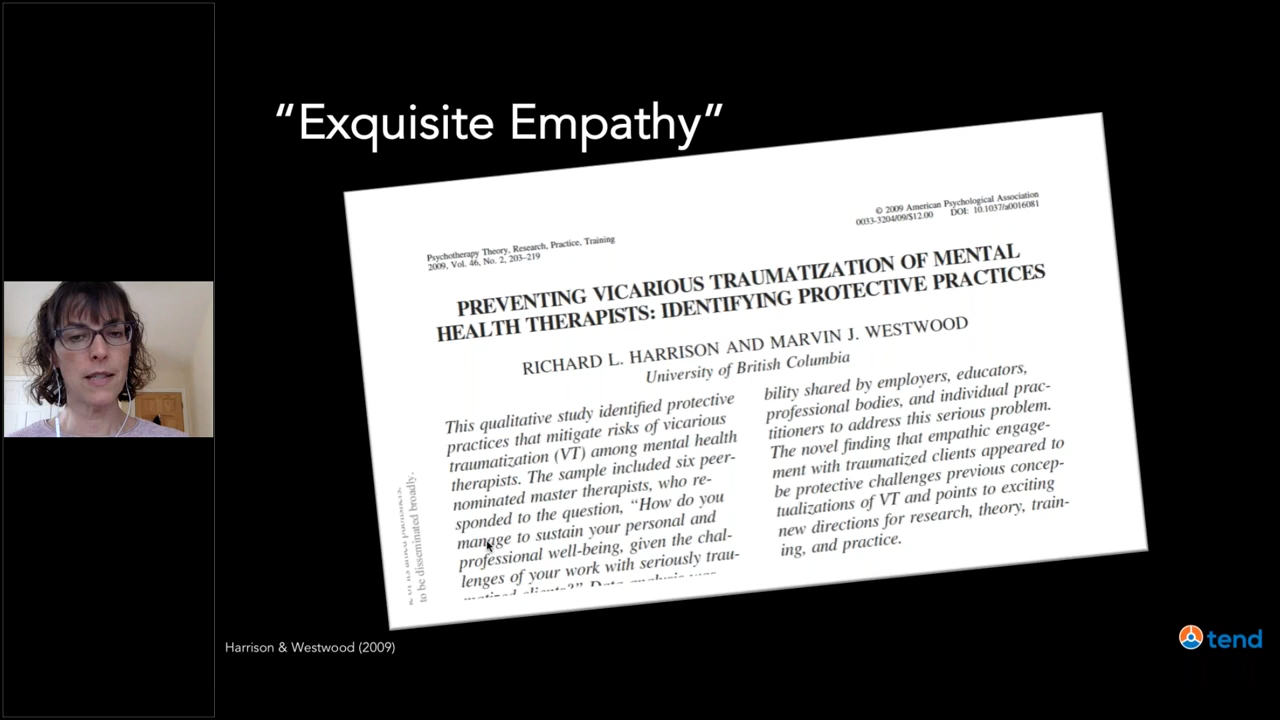 “Exquisite Empathy”
Psychotherapy Theory, Research, Practice, Training
2009, Vol. 46, No. 2, 203–219
© 2009 American Psychological Association
0033-3204/09/$12.00 DOI: 10.1037/a0016081
PREVENTING VICARIOUS TRAUMATIZATION OF MENTAL
HEALTH THERAPISTS: IDENTIFYING PROTECTIVE PRACTICES
RICHARD L. HARRISON AND MARVIN J. WESTWOOD
University of British Columbia
This qualitative study identified protective
practices that mitigate risks of vicarious
traumatization (VT) among mental health
therapists. The sample included six peer-
nominated master therapists, who re-
sponded to the question, “How do you
manage to sustain your personal and
professional well-being, given the chal-
lenges of your work with seriously trau-
bility shared by employers, educators,
professional bodies, and individual prac-
titioners to address this serious problem.
The novel finding that empathic engage-
ment with traumatized clients appeared to
be protective challenges previous concep-
tualizations of VT and points to exciting
new directions for research, theory, train-
ing, and practice.
to be disseminated broadly.
Harrison & Westwood (2009)
tend